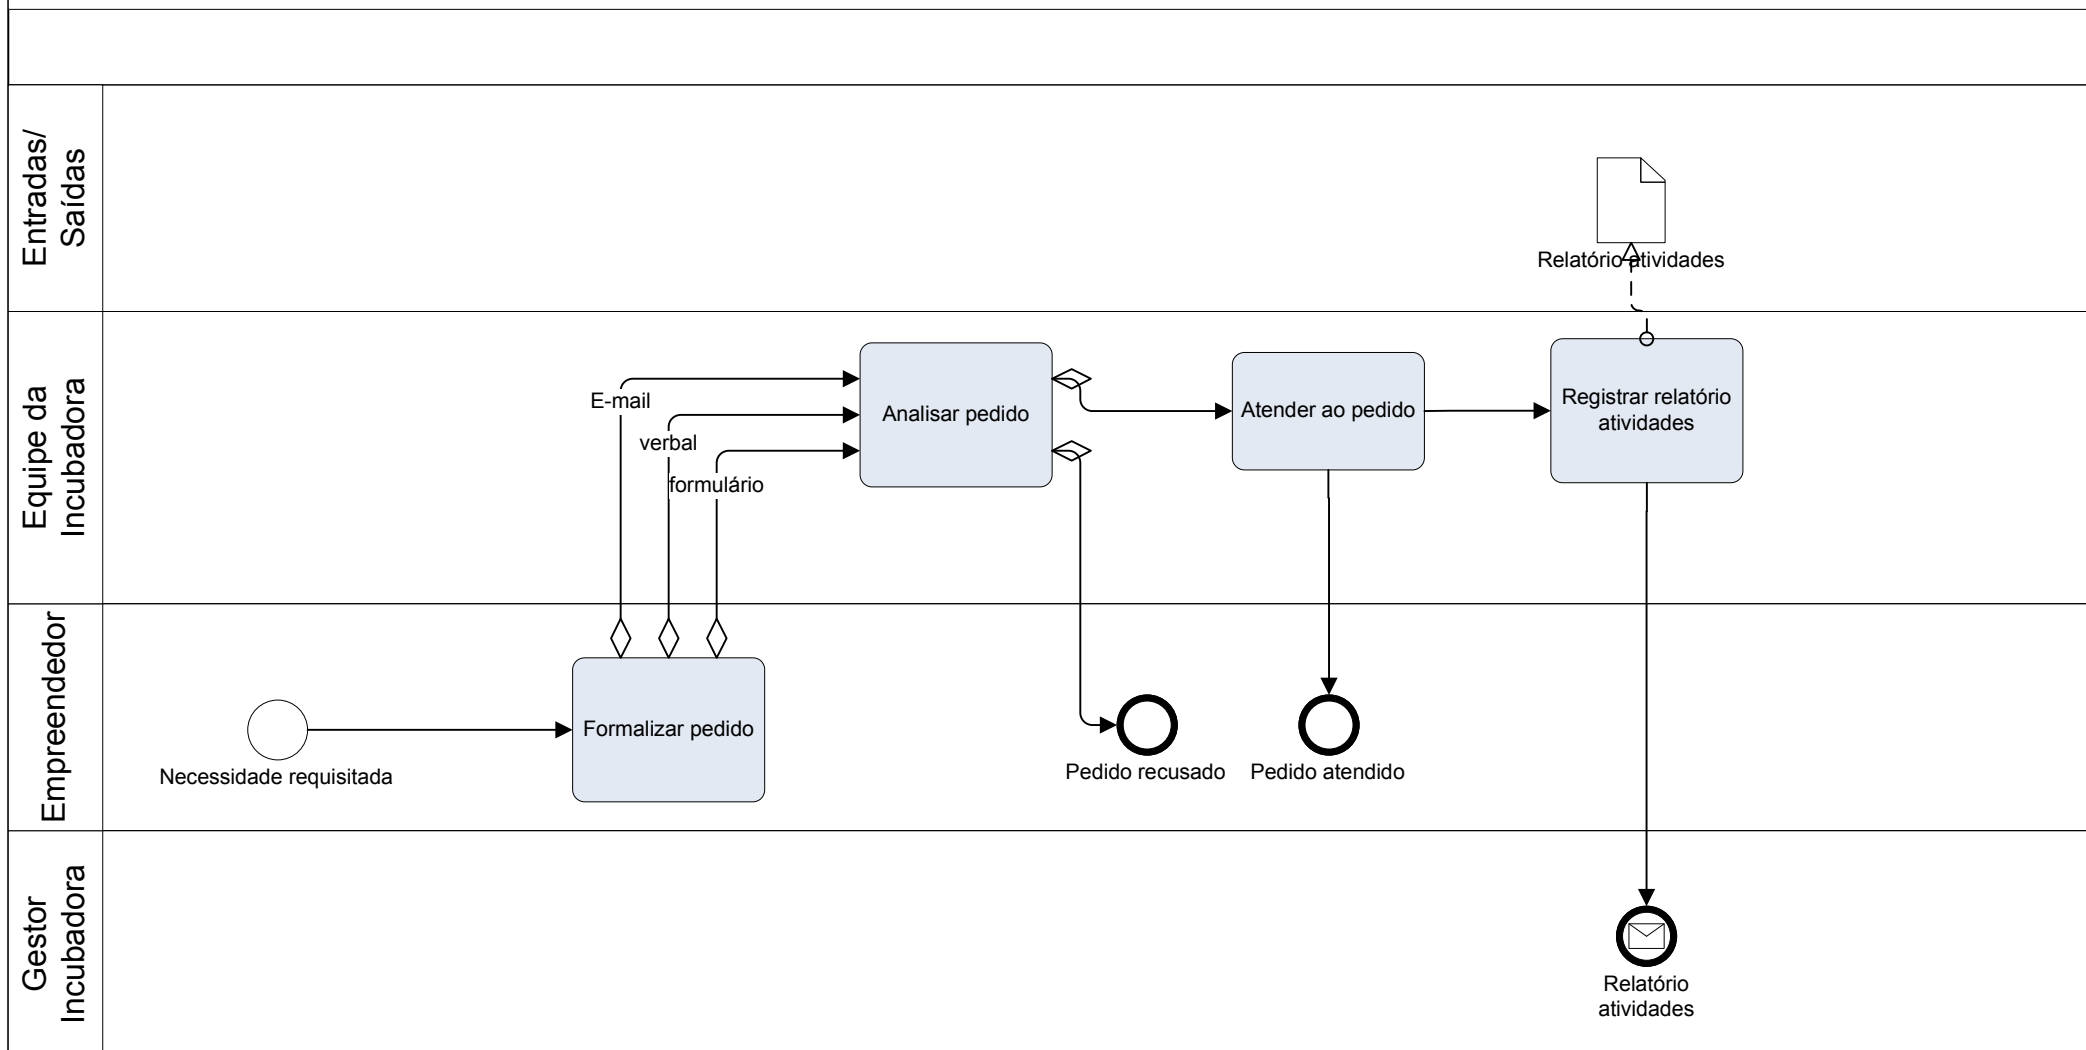 Entradas/
Saídas
Relatório atividades
Equipe da
Incubadora
E-mail
verbal
formulário
Analisar pedido
Atender ao pedido
Registrar relatório
atividades
Empreendedor
Necessidade requisitada
Formalizar pedido
Pedido recusado
Pedido atendido
Gestor
Incubadora
Relatório
atividades